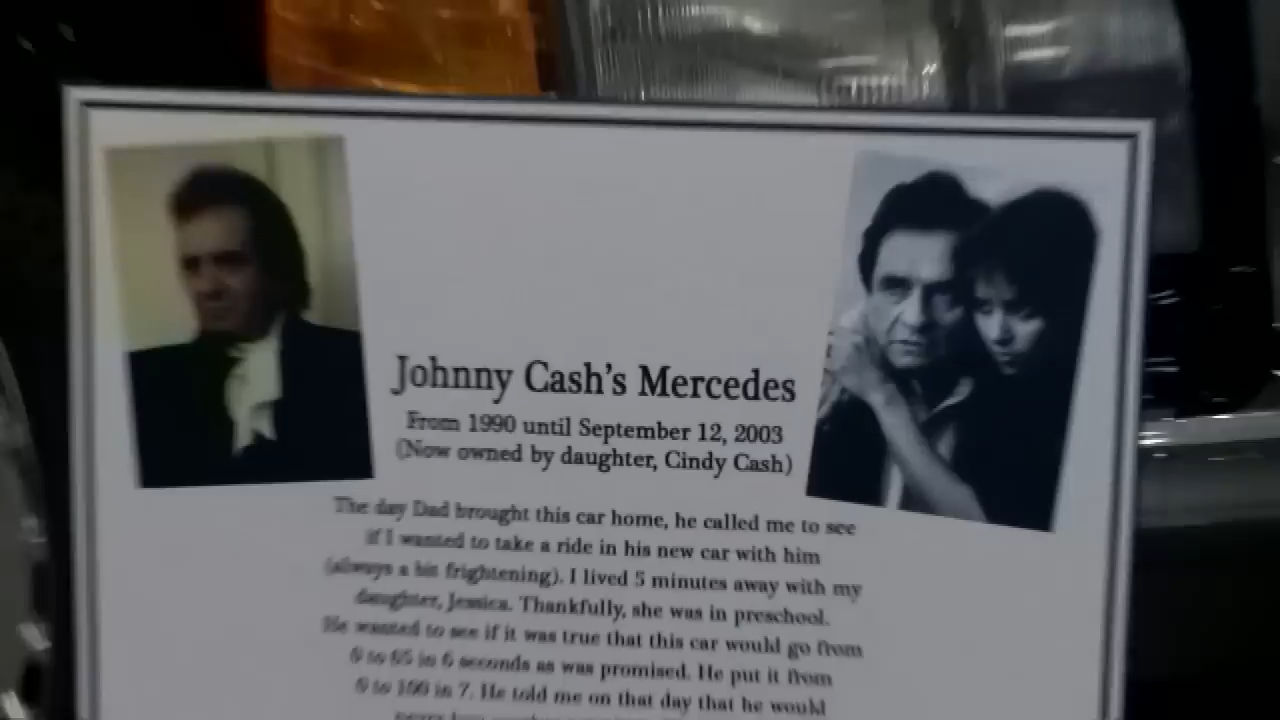 Johnny Cash's Mercedes
From 1990 until September 12, 2003
(Now owned by daughter, Cindy Cash)
The day Dad brought this car home, he called me to see
if I wanted to take a ride in his new car with him
(always a bit frightening). I lived 5 minutes away with my
daughter, Jessica. Thankfully, she was in preschool.
He wanted to see if it was true that this car would go from
0 to 65 in 6 seconds as was promised. He put it from
0 to 100 in 7. He told me on that day that he would